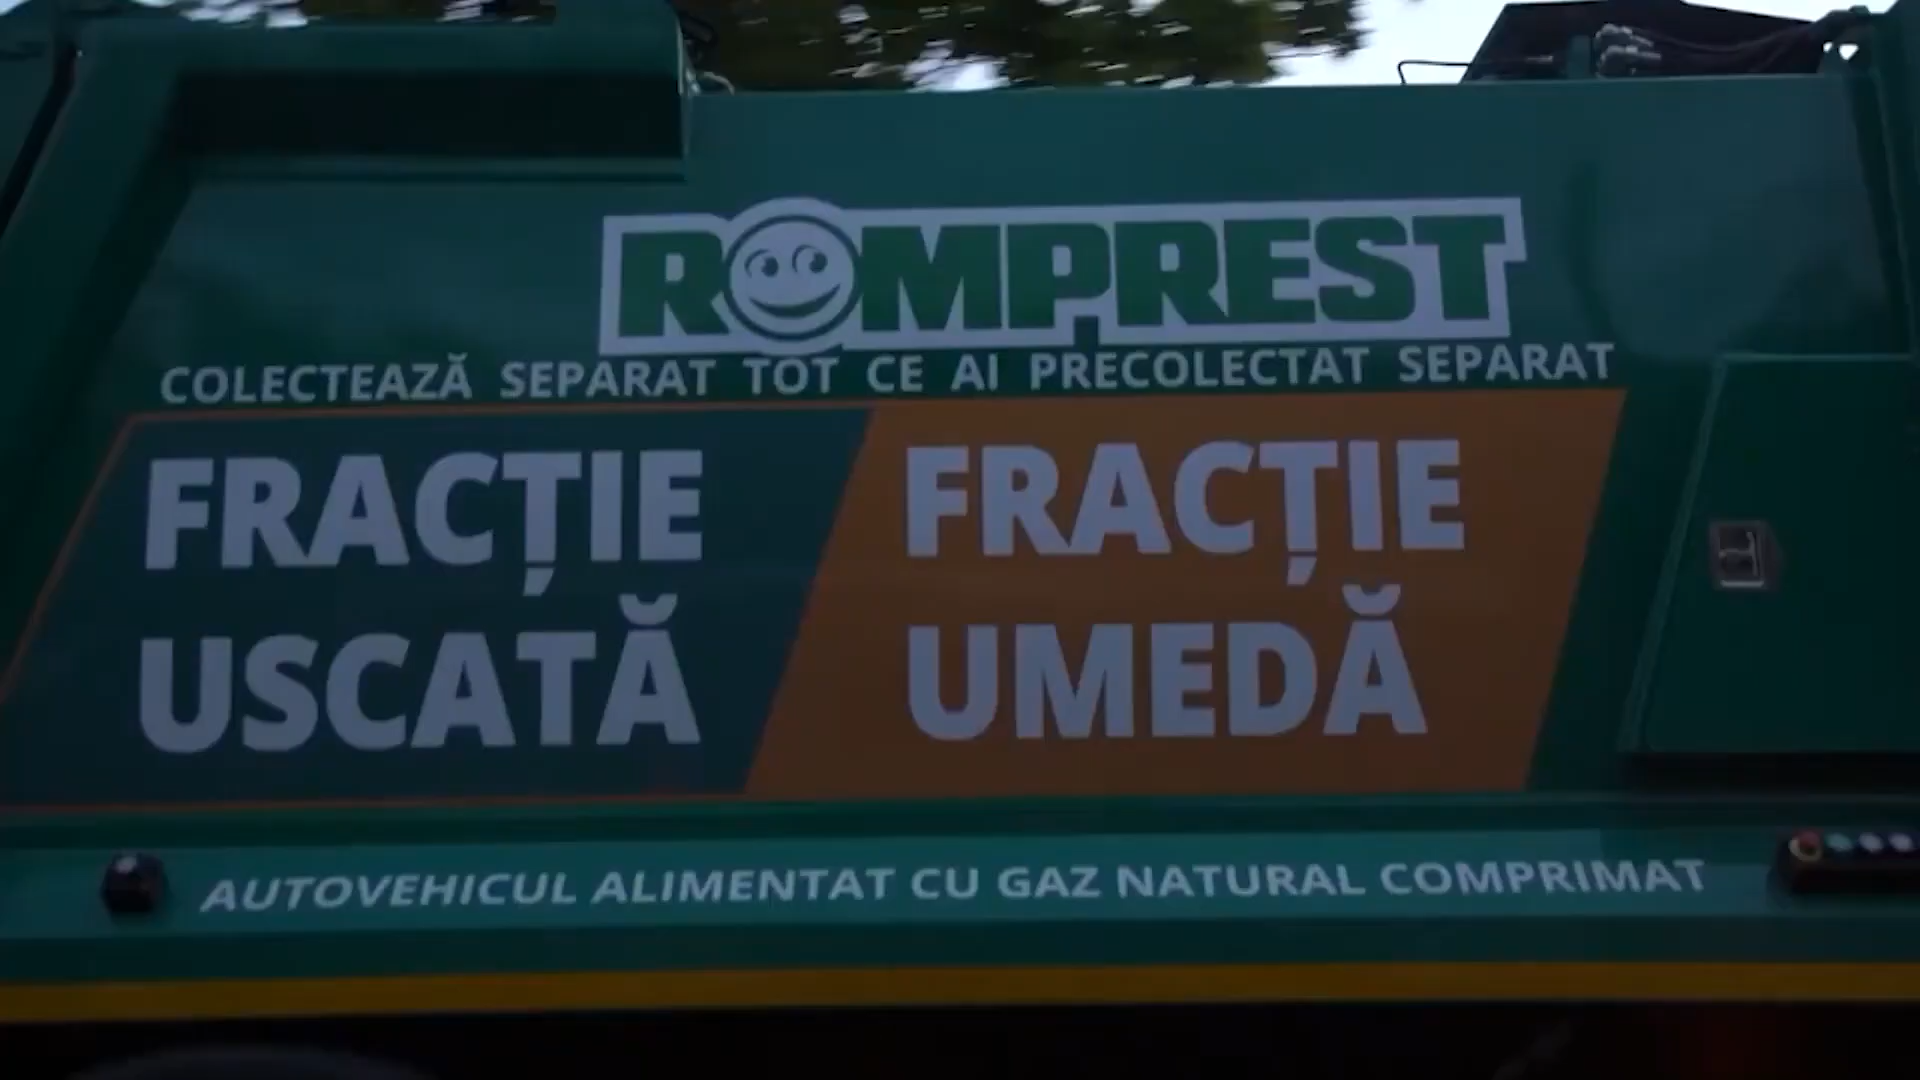 ROMPREST
COLECTEAZĂ SEPARAT TOT CE AI PRECOLECTAT SEPARAT
FRACȚIE
USCATĂ
FRACȚIE
UMEDĂ
AUTOVEHICUL ALIMENTAT CU GAZ NATURAL COMPRIMAT